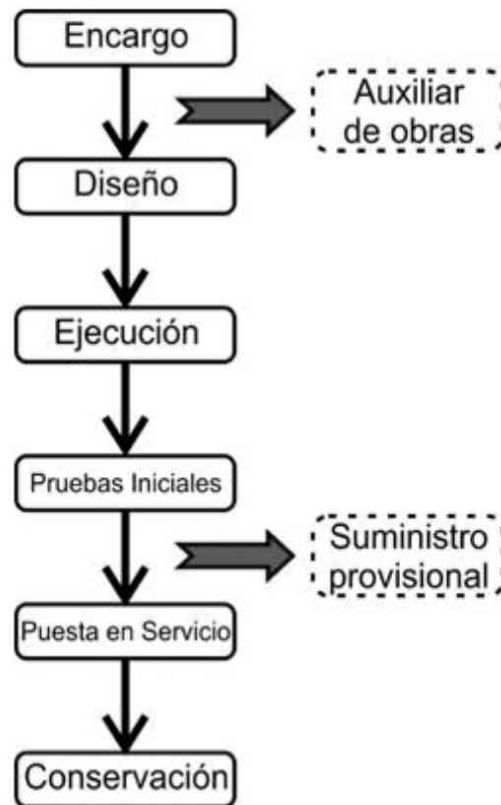 Encargo
Auxiliar
de obras
Diseño
Ejecución
Pruebas Iniciales
Suministro
provisional
Puesta en Servicio
Conservación